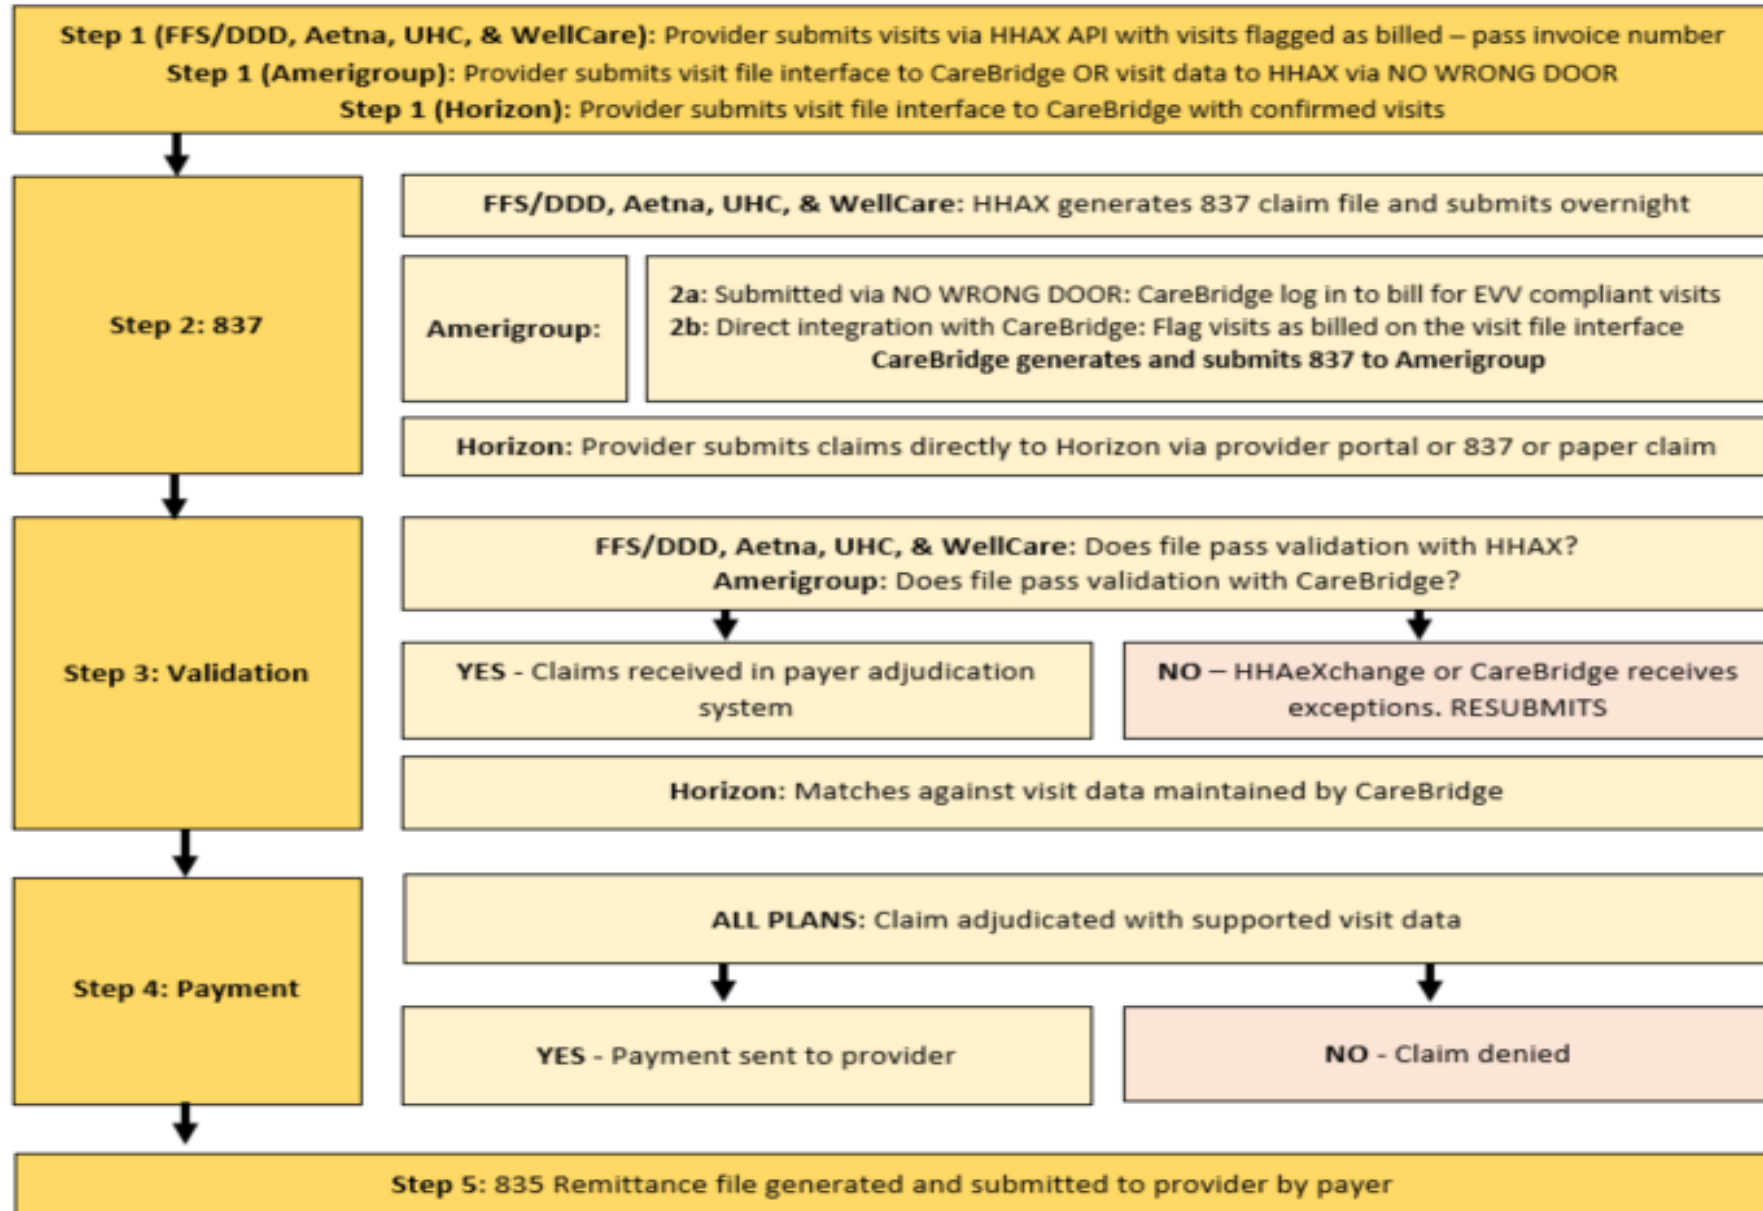 Step 1 (FFS/DDD, Aetna, UHC, & WellCare): Provider submits visits via HHAX API with visits flagged as billed – pass invoice number
Step 1 (Amerigroup): Provider submits visit file interface to CareBridge OR visit data to HHAX via NO WRONG DOOR
Step 1 (Horizon): Provider submits visit file interface to CareBridge with confirmed visits
Step 2: 837
FFS/DDD, Aetna, UHC, & WellCare: HHAX generates 837 claim file and submits overnight
Amerigroup:
2a: Submitted via NO WRONG DOOR: CareBridge log in to bill for EVV compliant visits
2b: Direct integration with CareBridge: Flag visits as billed on the visit file interface
CareBridge generates and submits 837 to Amerigroup
Horizon: Provider submits claims directly to Horizon via provider portal or 837 or paper claim
Step 3: Validation
FFS/DDD, Aetna, UHC, & WellCare: Does file pass validation with HHAX?
Amerigroup: Does file pass validation with CareBridge?
YES - Claims received in payer adjudication
system
NO – HHAeXchange or CareBridge receives
exceptions. RESUBMITS
Horizon: Matches against visit data maintained by CareBridge
Step 4: Payment
ALL PLANS: Claim adjudicated with supported visit data
YES - Payment sent to provider
NO - Claim denied
Step 5: 835 Remittance file generated and submitted to provider by payer